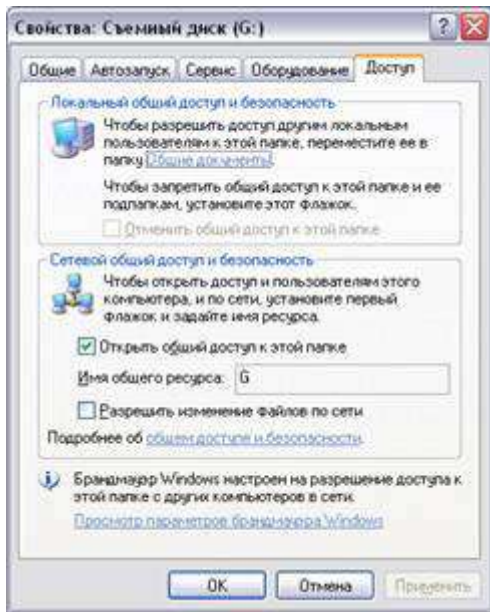 Свойства: Съемный диск (G:)
Общие Автозапуск Сервис Оборудование Доступ
Локальный общий доступ и безопасность
Чтобы разрешить доступ другим локальным
пользователям к этой папке, переместите ее в
папку Общие документы.
Чтобы запретить общий доступ к этой папке и ее
подпапкам, установите этот флажок.
Отменить общий доступ к этой папке
Сетевой общий доступ и безопасность
Чтобы открыть доступ и пользователям этого
компьютера, и по сети, установите первый
флажок и задайте имя ресурса.
Открыть общий доступ к этой папке
Имя общего ресурса: G
Разрешить изменение файлов по сети
Подробнее об общем доступе и безопасности.
Брандмауэр Windows настроен на разрешение доступа к
этой папке с других компьютеров в сети.
Просмотр параметров брандмауэра Windows
OK Отмена Применить